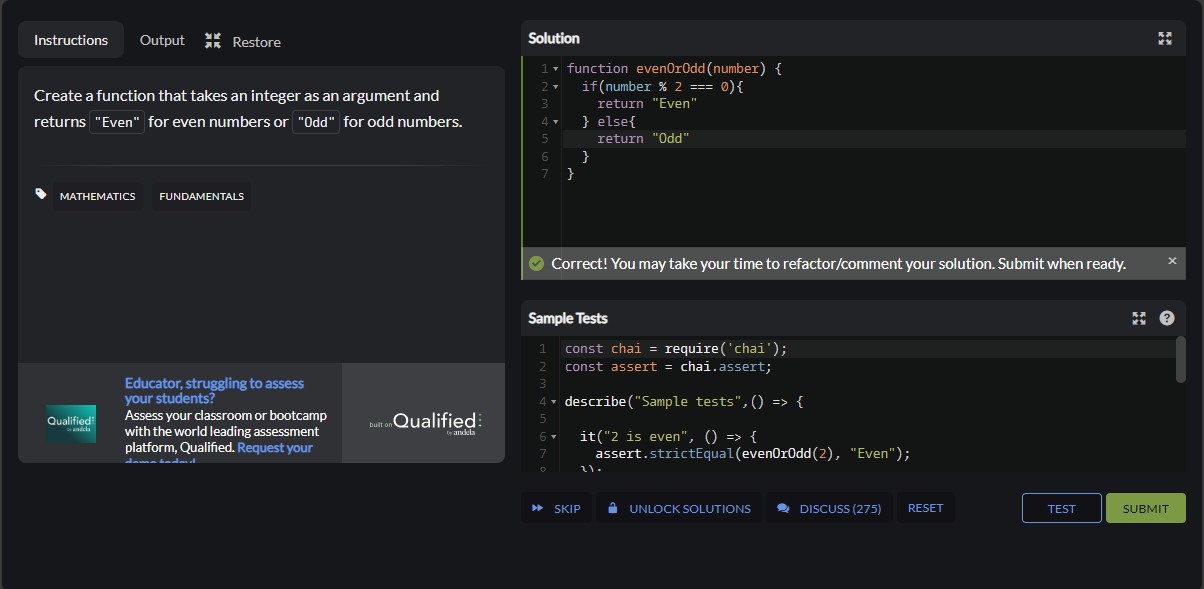 Instructions Output Restore
Create a function that takes an integer as an argument and
returns "Even" for even numbers or "Odd" for odd numbers.
MATHEMATICS FUNDAMENTALS
Qualified
by andela
Educator, struggling to assess
your students?
Assess your classroom or bootcamp
with the world leading assessment
platform, Qualified. Request your
demo today!
built on Qualified
by andela
Solution
1 function evenOrOdd(number) {
2 if(number % 2 === 0){
3 return "Even"
4 } else{
5 return "Odd"
6 }
7 }
Correct! You may take your time to refactor/comment your solution. Submit when ready. ×
Sample Tests ?
1 const chai = require('chai');
2 const assert = chai.assert;
3
4 describe("Sample tests",() => {
5
6 it("2 is even", () => {
7 assert.strictEqual(evenOrOdd(2), "Even");
8 });
SKIP UNLOCK SOLUTIONS DISCUSS (275) RESET TEST SUBMIT